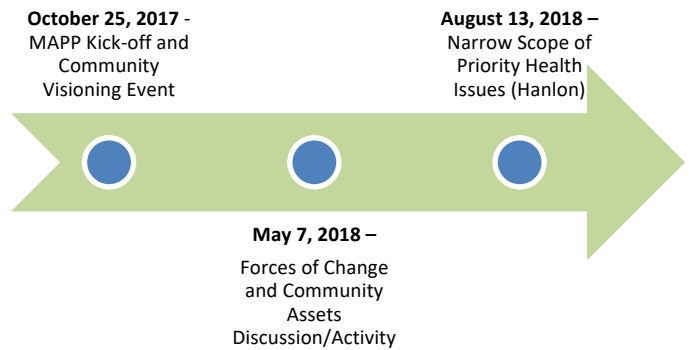 October 25, 2017 -
MAPP Kick-off and
Community
Visioning Event
May 7, 2018 –
Forces of Change
and Community
Assets
Discussion/Activity
August 13, 2018 –
Narrow Scope of
Priority Health
Issues (Hanlon)